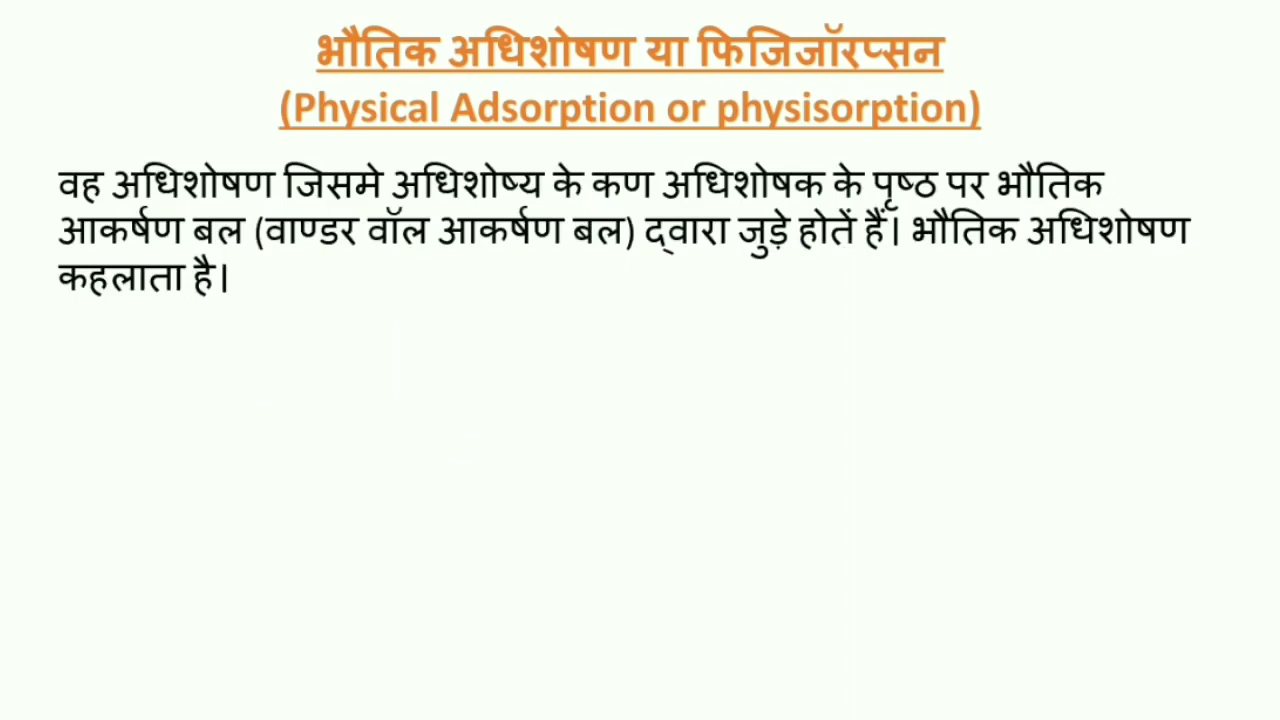 भौतिक अधिशोषण या फिजिजॉरप्सन
(Physical Adsorption or physisorption)
वह अधिशोषण जिसमे अधिशोष्य के कण अधिशोषक के पृष्ठ पर भौतिक
आकर्षण बल (वाण्डर वॉल आकर्षण बल) द्वारा जुड़े होतें हैं। भौतिक अधिशोषण
कहलाता है।